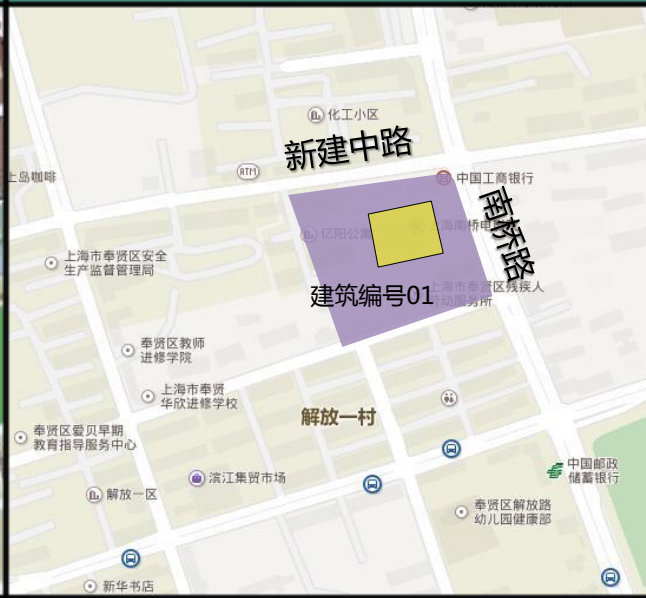 化工小区
新建中路
ATM
上岛咖啡
中国工商银行
南桥路
亿阳公寓
上海南桥电
上海市奉贤区安全
生产监督管理局
上海市奉贤区残疾人
劳动服务所
建筑编号01
奉贤区教师
进修学院
上海市奉贤
华欣进修学校
解放一村
奉贤区爱贝早期
教育指导服务中心
滨江集贸市场
中国邮政
储蓄银行
解放一区
奉贤区解放路
幼儿园健康部
新华书店